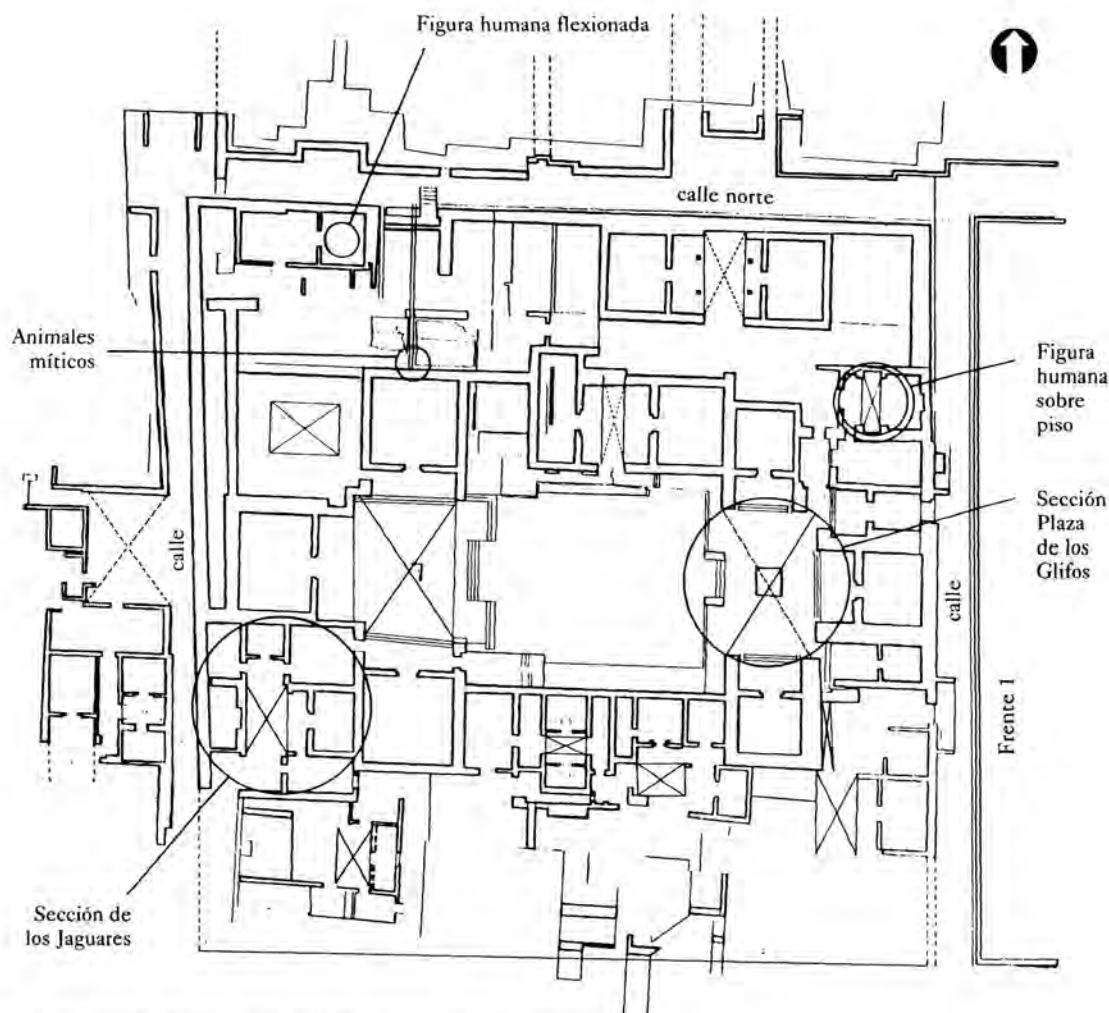 Figura humana flexionada
calle norte
Animales
míticos
Figura
humana
sobre
piso
Sección
Plaza
de los
Glifos
calle
calle
Frente 1
Sección de
los Jaguares